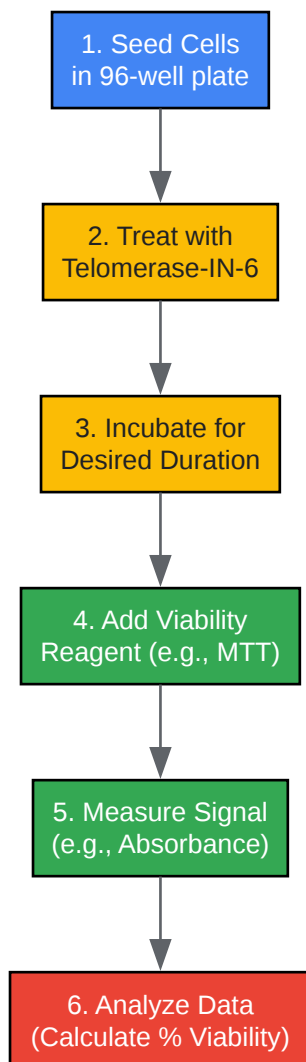 1. Seed Cells
in 96-well plate
2. Treat with
Telomerase-IN-6
3. Incubate for
Desired Duration
4. Add Viability
Reagent (e.g., MTT)
5. Measure Signal
(e.g., Absorbance)
6. Analyze Data
(Calculate % Viability)